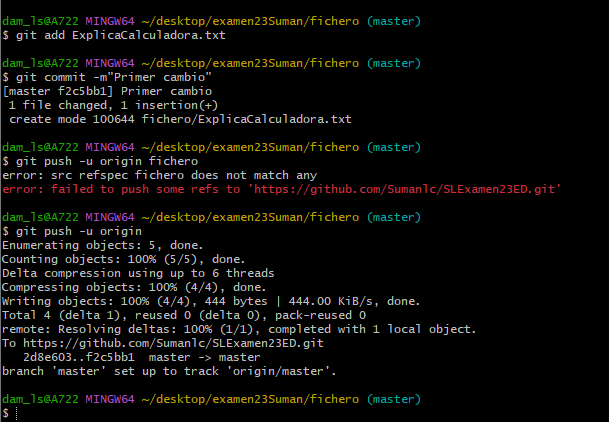 dam_ls@A722 MINGW64 ~/desktop/examen23Suman/fichero (master)
$ git add ExplicaCalculadora.txt
dam_ls@A722 MINGW64 ~/desktop/examen23Suman/fichero (master)
$ git commit -m"Primer cambio"
[master f2c5bb1] Primer cambio
 1 file changed, 1 insertion(+)
 create mode 100644 fichero/ExplicaCalculadora.txt
dam_ls@A722 MINGW64 ~/desktop/examen23Suman/fichero (master)
$ git push -u origin fichero
error: src refspec fichero does not match any
error: failed to push some refs to 'https://github.com/Sumanlc/SLExamen23ED.git'
dam_ls@A722 MINGW64 ~/desktop/examen23Suman/fichero (master)
$ git push -u origin
Enumerating objects: 5, done.
Counting objects: 100% (5/5), done.
Delta compression using up to 6 threads
Compressing objects: 100% (4/4), done.
Writing objects: 100% (4/4), 444 bytes | 444.00 KiB/s, done.
Total 4 (delta 1), reused 0 (delta 0), pack-reused 0
remote: Resolving deltas: 100% (1/1), completed with 1 local object.
To https://github.com/Sumanlc/SLExamen23ED.git
   2d8e603..f2c5bb1  master -> master
branch 'master' set up to track 'origin/master'.
dam_ls@A722 MINGW64 ~/desktop/examen23Suman/fichero (master)
$